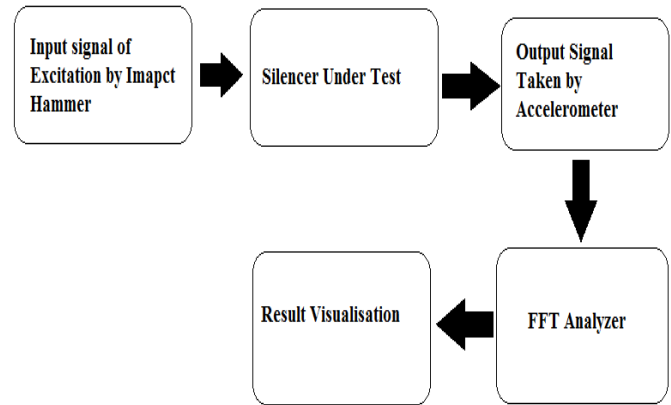 Input signal of
Excitation by Imapct
Hammer
Silencer Under Test
Output Signal
Taken by
Accelerometer
FFT Analyzer
Result Visualisation